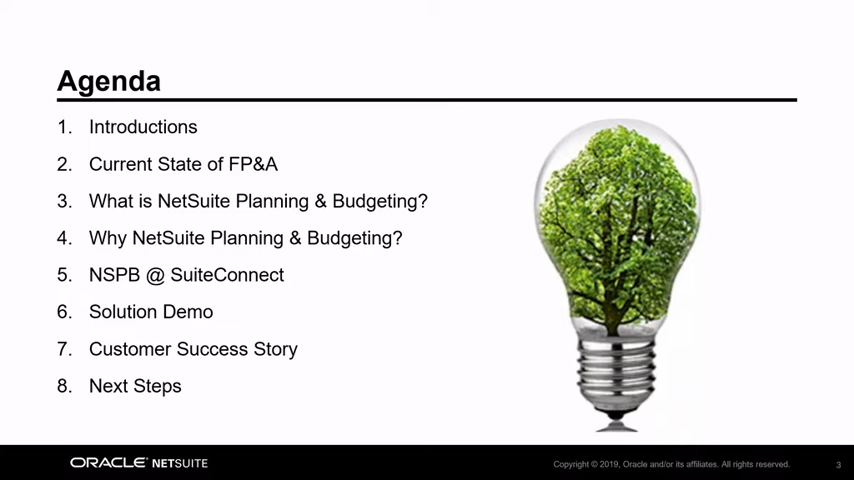 Agenda
1. Introductions
2. Current State of FP&A
3. What is NetSuite Planning & Budgeting?
4. Why NetSuite Planning & Budgeting?
5. NSPB @ SuiteConnect
6. Solution Demo
7. Customer Success Story
8. Next Steps
ORACLE NETSUITE
Copyright © 2019, Oracle and/or its affiliates. All rights reserved.
3